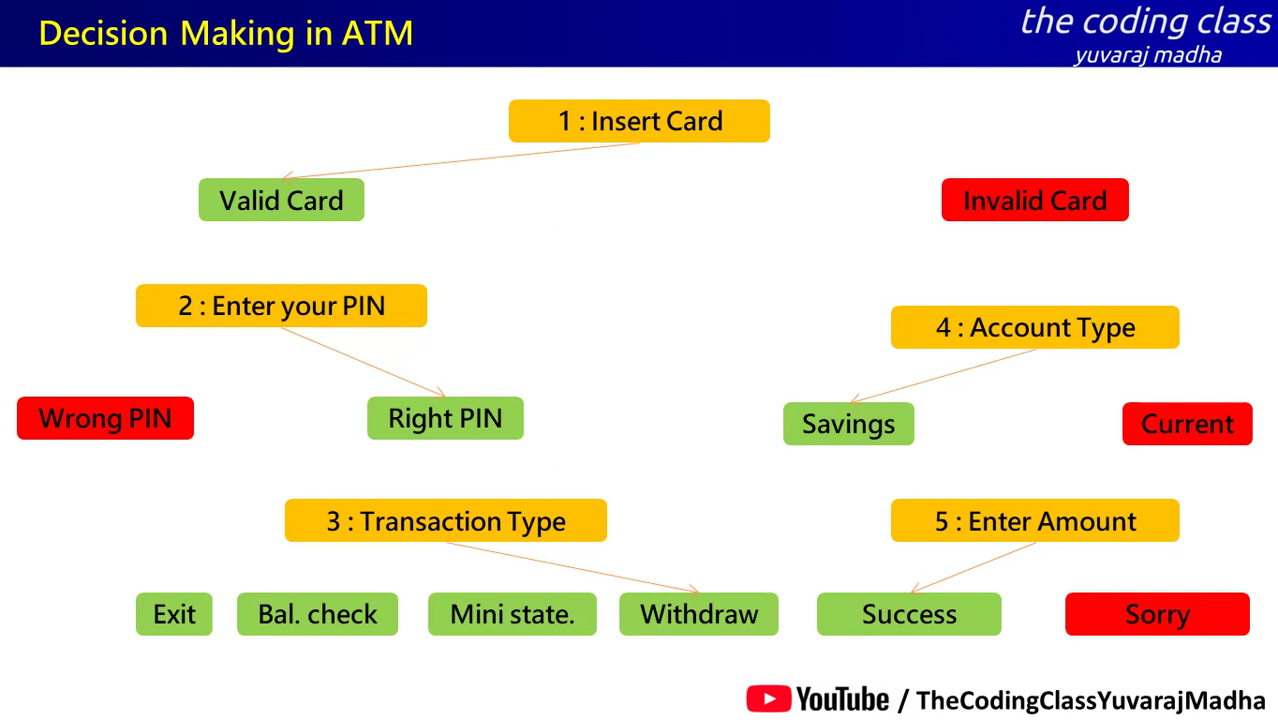 Decision Making in ATM
the coding class
yuvaraj madha
1 : Insert Card
Valid Card
Invalid Card
2 : Enter your PIN
4 : Account Type
Wrong PIN
Right PIN
Savings
Current
3 : Transaction Type
5 : Enter Amount
Exit
Bal. check
Mini state.
Withdraw
Success
Sorry
YouTube / TheCodingClassYuvarajMadha